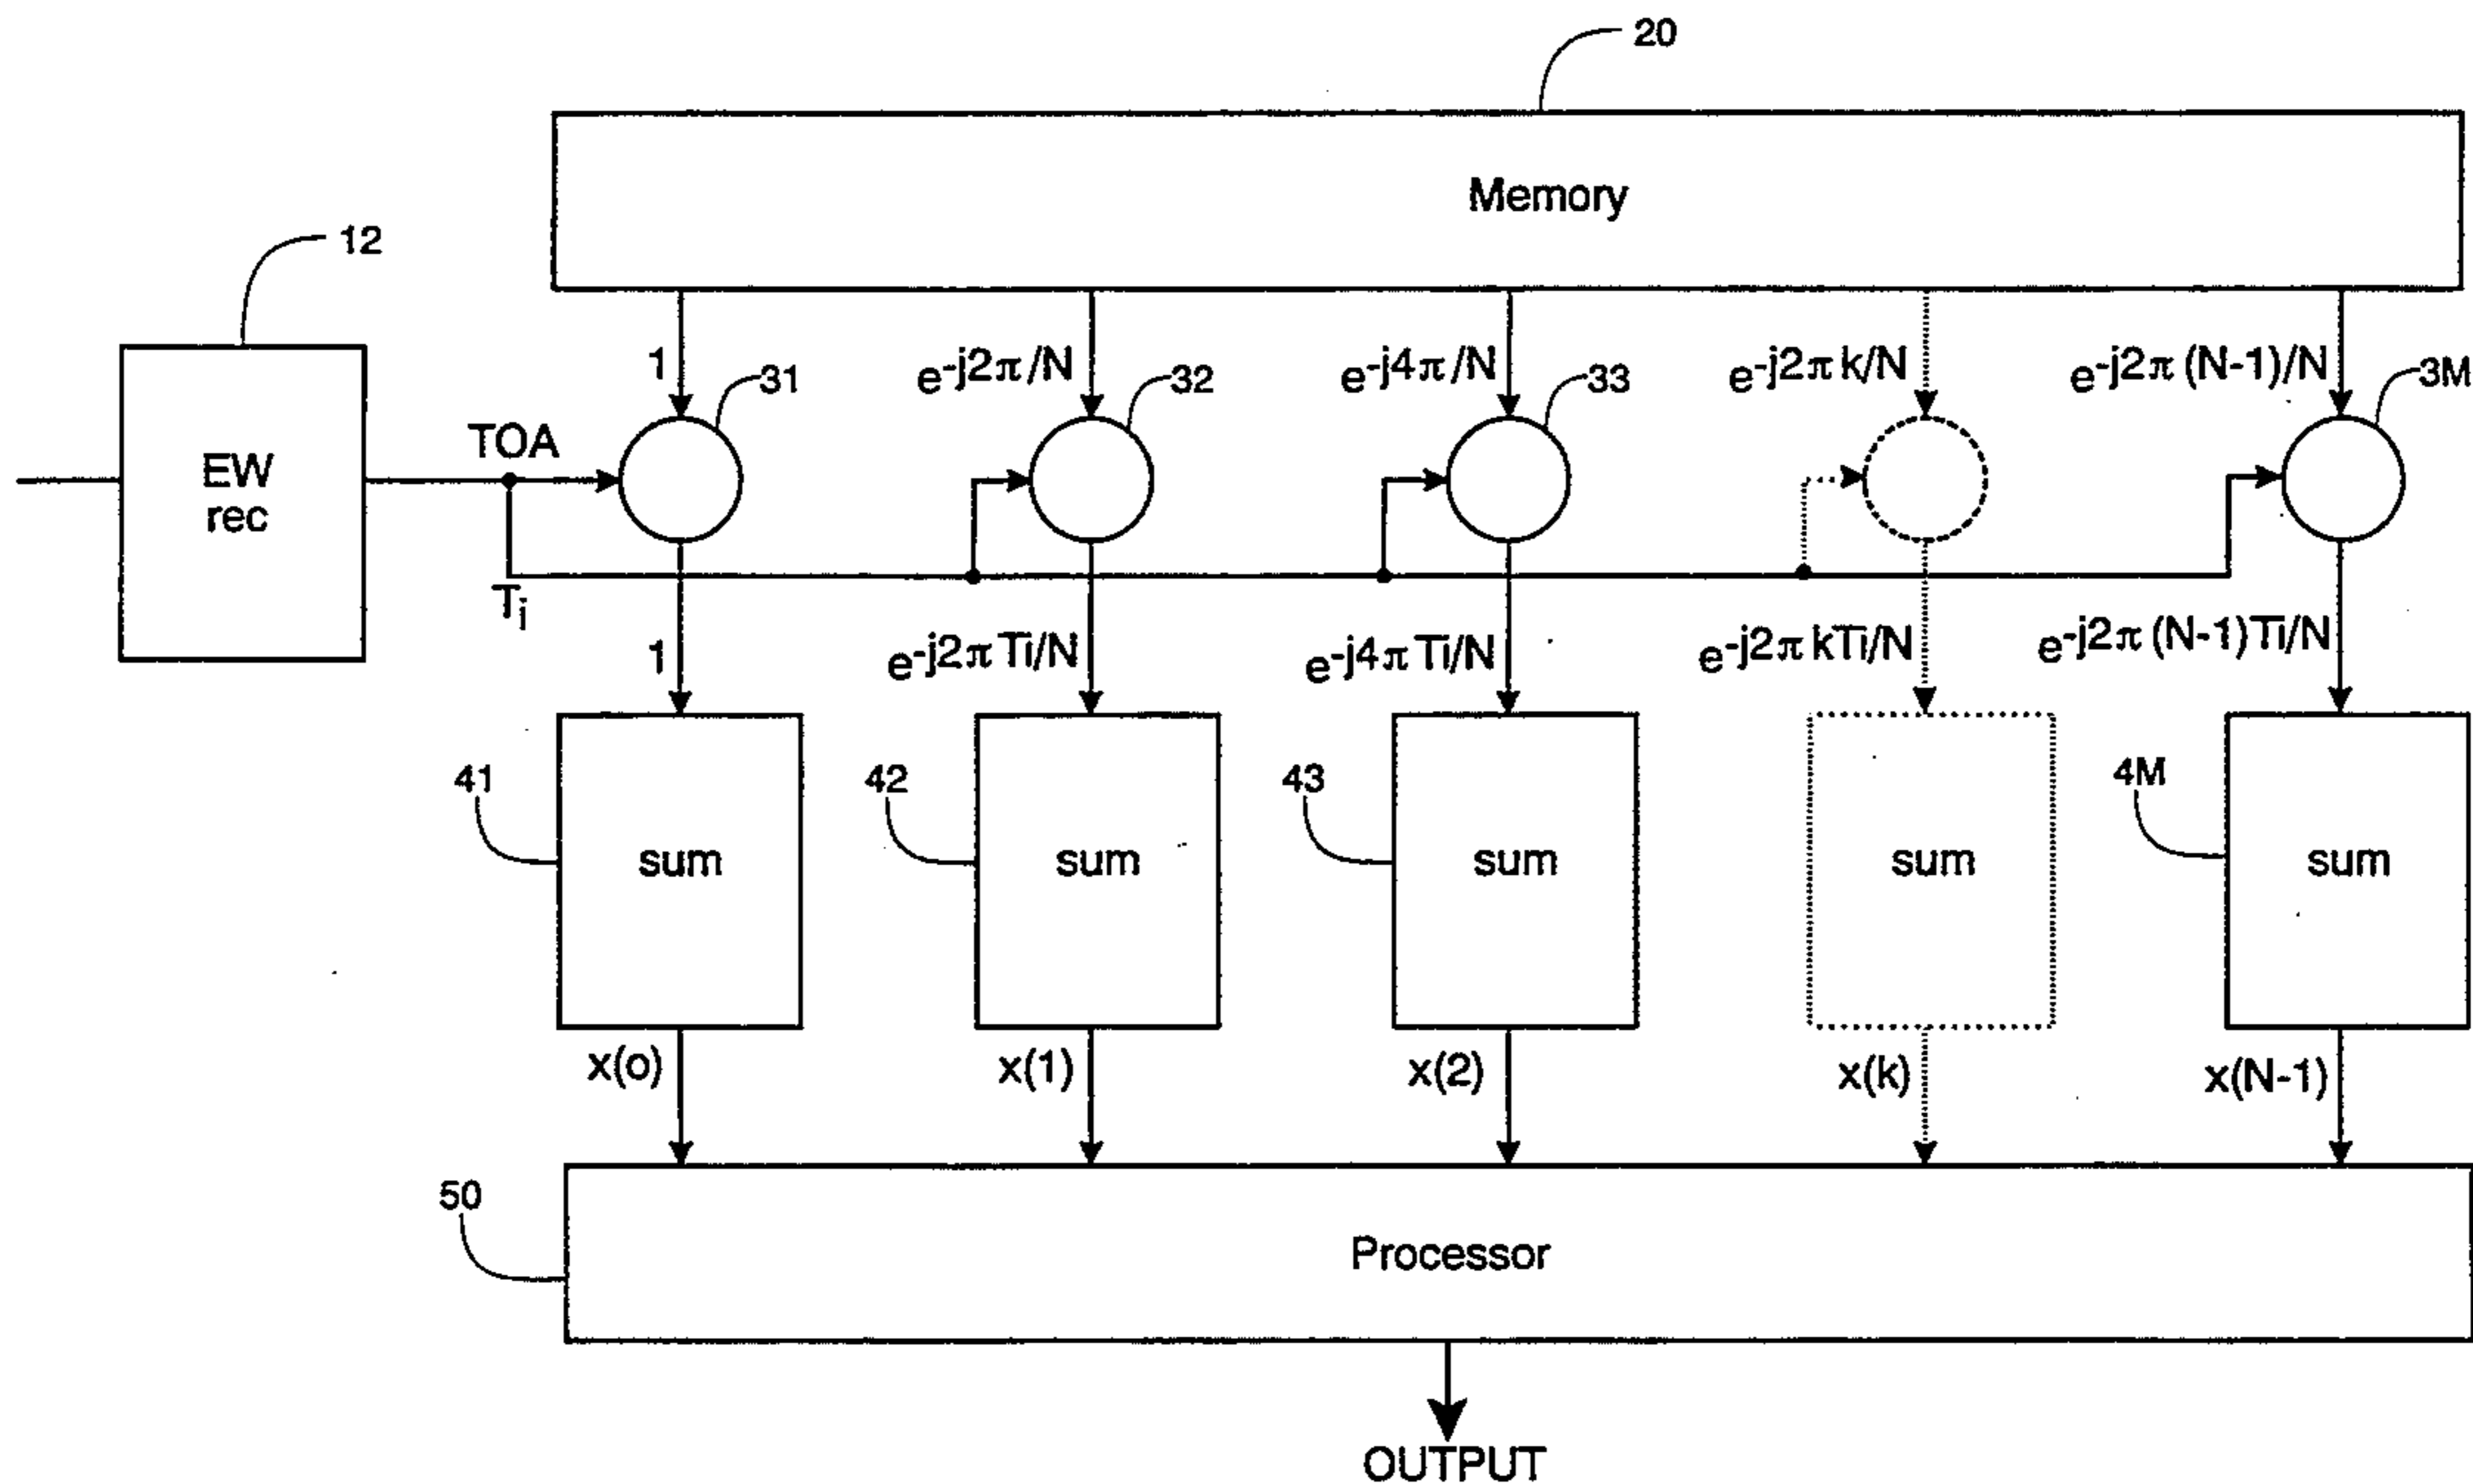 20
Memory
12
1
e-j2π/N
e-j4π/N
e-j2πk/N
e-j2π(N-1)/N
31
32
33
3M
TOA
EW
rec
Ti
1
e-j2πTi/N
e-j4πTi/N
e-j2πkTi/N
e-j2π(N-1)Ti/N
41
42
43
4M
sum
sum
sum
sum
sum
x(o)
x(1)
x(2)
x(k)
x(N-1)
50
Processor
OUTPUT